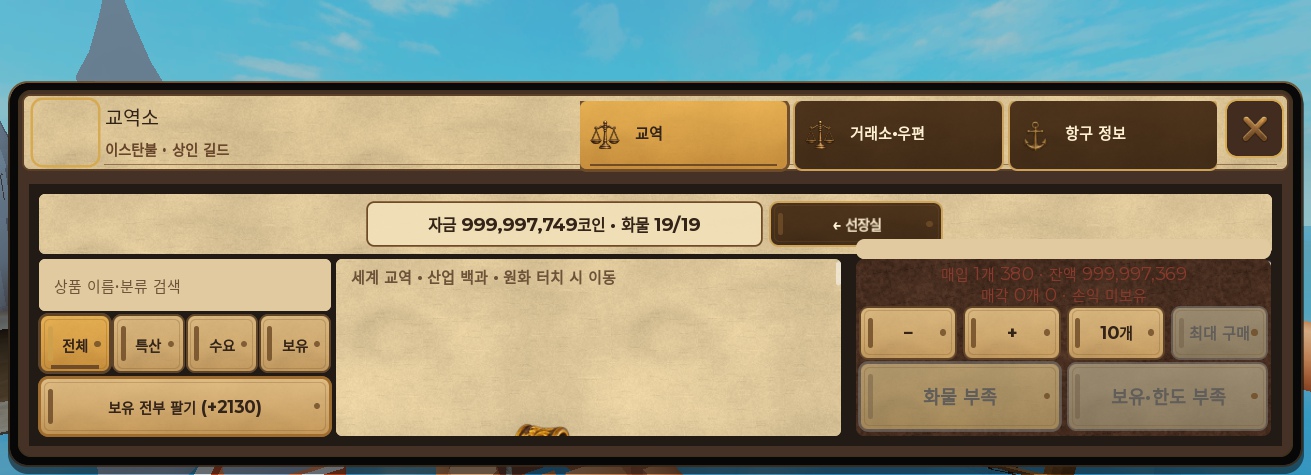 교역소
이스탄불 • 상인 길드
교역
거래소•우편
항구 정보
자금 999,997,749코인 • 화물 19/19
← 선장실
상품 이름·분류 검색
전체
특산
수요
보유
보유 전부 팔기 (+2130)
세계 교역 • 산업 백과 • 원화 터치 시 이동
매입 1개 380 · 잔액 999,997,369
매각 0개 0 · 손익 미보유
–
+
10개
최대 구매
화물 부족
보유·한도 부족